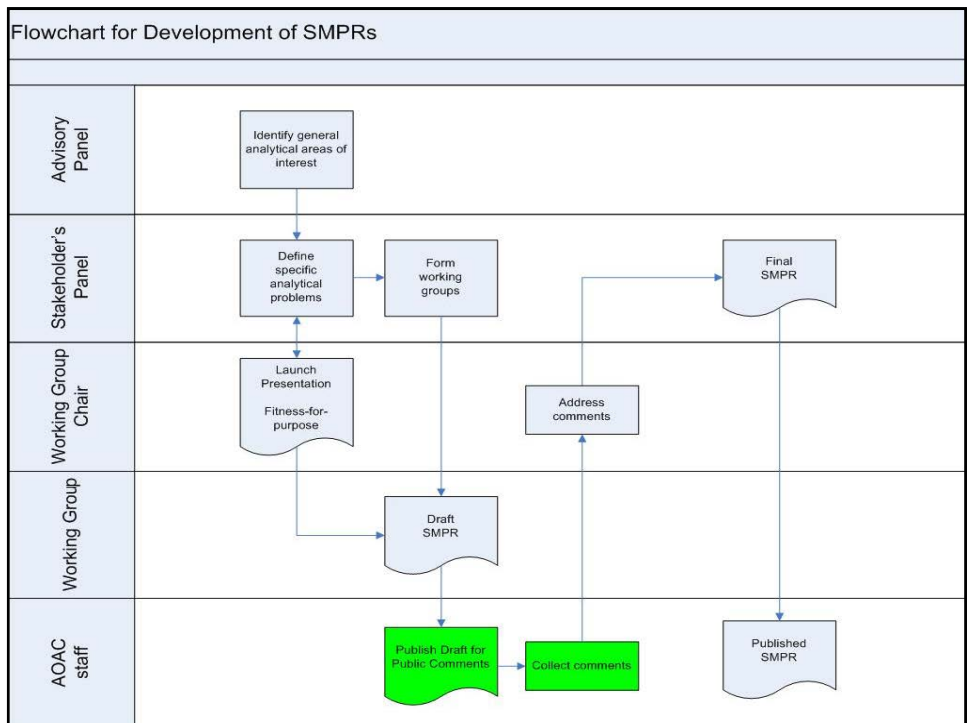 Flowchart for Development of SMPRs
Advisory
Panel
Identify general
analytical areas of
interest
Stakeholder's
Panel
Define
specific
analytical
problems
Form
working
groups
Final
SMPR
Working Group
Chair
Launch
Presentation
Fitness-for-
purpose
Address
comments
Working Group
Draft
SMPR
AOAC
staff
Publish Draft for
Public Comments
Collect comments
Published
SMPR